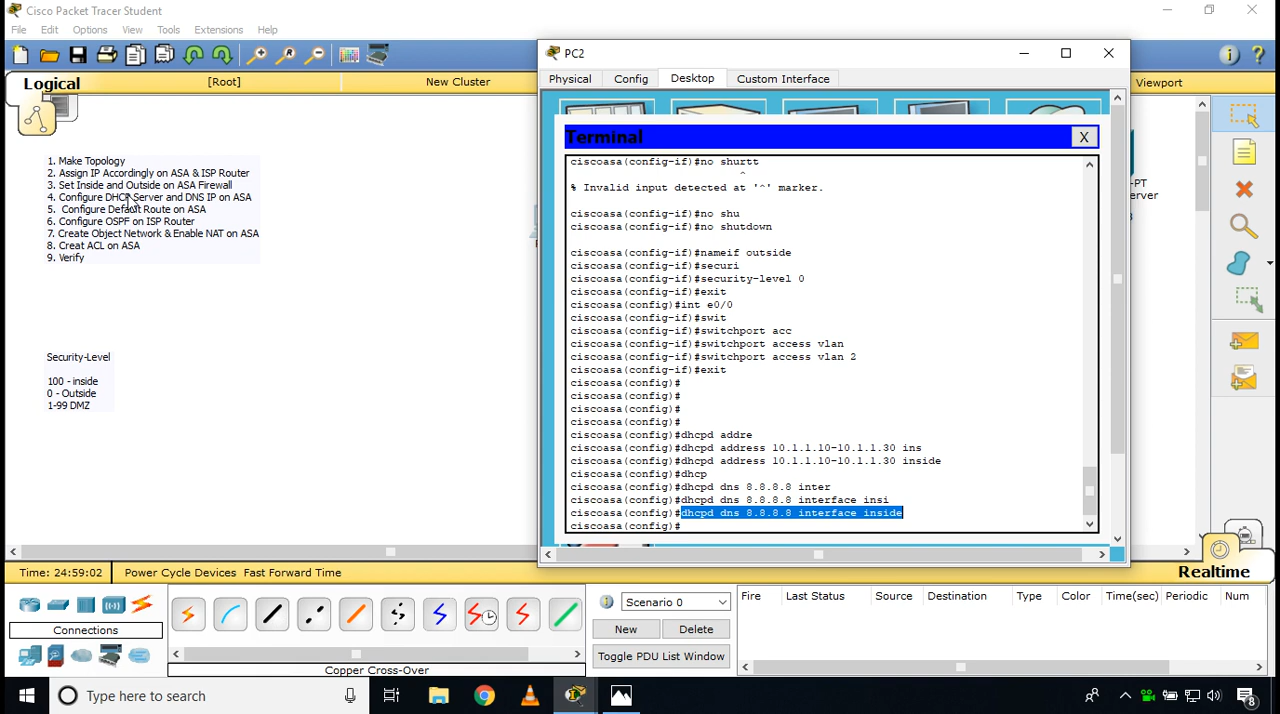 Cisco Packet Tracer Student
File Edit Options View Tools Extensions Help
Logical [Root] New Cluster Viewport
1. Make Topology
2. Assign IP Accordingly on ASA & ISP Router
3. Set Inside and Outside on ASA Firewall
4. Configure DHCP Server and DNS IP on ASA
5. Configure Default Route on ASA
6. Configure OSPF on ISP Router
7. Create Object Network & Enable NAT on ASA
8. Creat ACL on ASA
9. Verify
Security-Level
100 - inside
0 - Outside
1-99 DMZ
PC2
Physical Config Desktop Custom Interface
Terminal X
ciscoasa(config-if)#no shurtt
^
% Invalid input detected at '^' marker.
ciscoasa(config-if)#no shu
ciscoasa(config-if)#no shutdown
ciscoasa(config-if)#nameif outside
ciscoasa(config-if)#securi
ciscoasa(config-if)#security-level 0
ciscoasa(config-if)#exit
ciscoasa(config)#int e0/0
ciscoasa(config-if)#swit
ciscoasa(config-if)#switchport acc
ciscoasa(config-if)#switchport access vlan
ciscoasa(config-if)#switchport access vlan 2
ciscoasa(config-if)#exit
ciscoasa(config)#
ciscoasa(config)#
ciscoasa(config)#
ciscoasa(config)#
ciscoasa(config)#dhcpd addre
ciscoasa(config)#dhcpd address 10.1.1.10-10.1.1.30 ins
ciscoasa(config)#dhcpd address 10.1.1.10-10.1.1.30 inside
ciscoasa(config)#dhcp
ciscoasa(config)#dhcpd dns 8.8.8.8 inter
ciscoasa(config)#dhcpd dns 8.8.8.8 interface insi
ciscoasa(config)#dhcpd dns 8.8.8.8 interface inside
ciscoasa(config)#
-PT
erver
3
Time: 24:59:02 Power Cycle Devices Fast Forward Time
Realtime
Connections
Copper Cross-Over
Scenario 0
New Delete
Toggle PDU List Window
Fire Last Status Source Destination Type Color Time(sec) Periodic Num
Type here to search
8